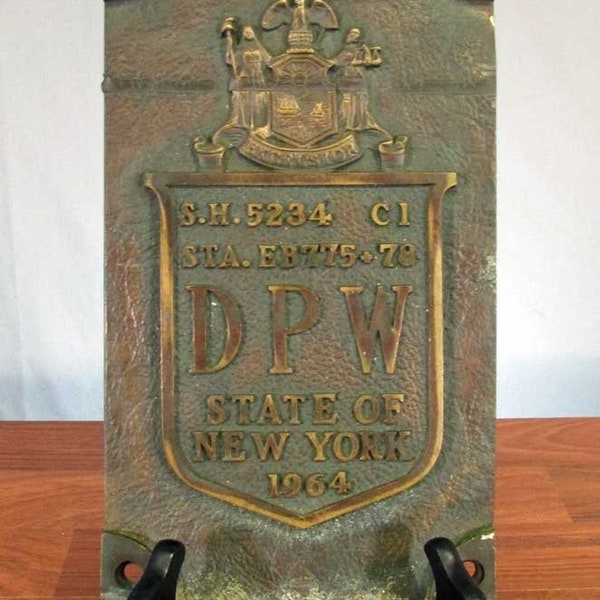 EXCELSIOR
S.H. 5234 C1
STA. EB775+78
DPW
STATE OF
NEW YORK
1964